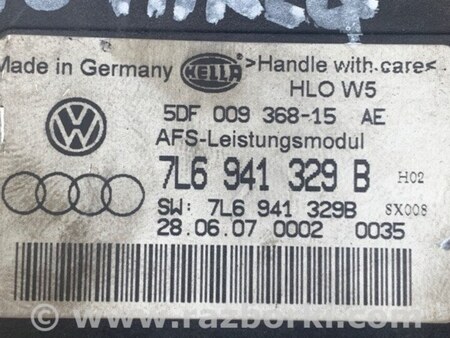 Made in Germany HELLA >Handle with care<
HLO W5
5DF 009 368-15 AE
AFS-Leistungsmodul
7L6 941 329 B H02
SW: 7L6 941 329B SX008
28.06.07 0002 0035
© www.razborki.com